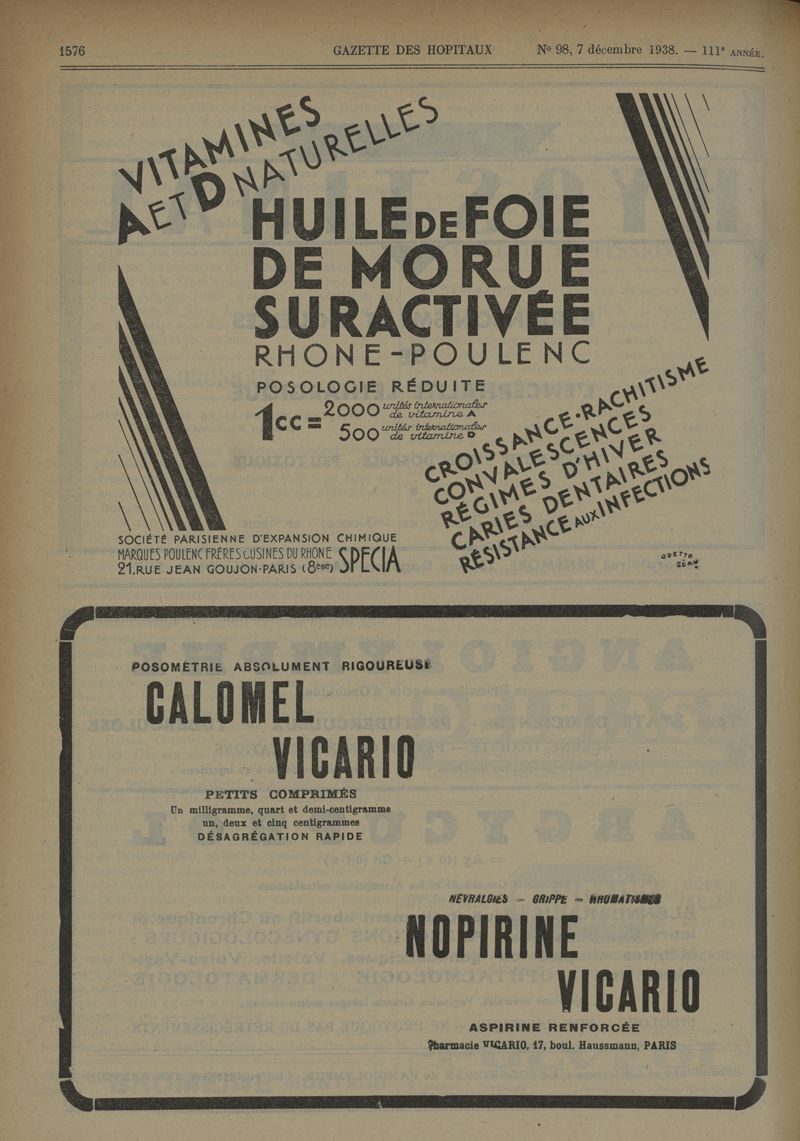 1576 GAZETTE DES HOPITAUX No 98, 7 décembre 1938. — 111e ANNÉE.
VITAMINES
A ET D NATURELLES
HUILE DE FOIE
DE MORUE
SURACTIVÉE
RHONE-POULENC
POSOLOGIE RÉDUITE
1cc = 2000 unités internationales de vitamine A
500 unités internationales de vitamine D
CROISSANCE-RACHITISME
CONVALESCENCES
RÉGIMES D'HIVER
CARIES DENTAIRES
RÉSISTANCE AUX INFECTIONS
SOCIÉTÉ PARISIENNE D'EXPANSION CHIMIQUE
MARQUES POULENC FRÈRES & USINES DU RHONE SPECIA
21. RUE JEAN GOUJON-PARIS (8ème)
ODETTE
POSOMÉTRIE ABSOLUMENT RIGOUREUSE
CALOMEL
VICARIO
PETITS COMPRIMÉS
Un milligramme, quart et demi-centigramme
un, deux et cinq centigrammes
DÉSAGRÉGATION RAPIDE
NÉVRALGIES - GRIPPE - RHUMATISMES
NOPIRINE
VICARIO
ASPIRINE RENFORCÉE
Pharmacie VICARIO, 17, boul. Haussmann, PARIS